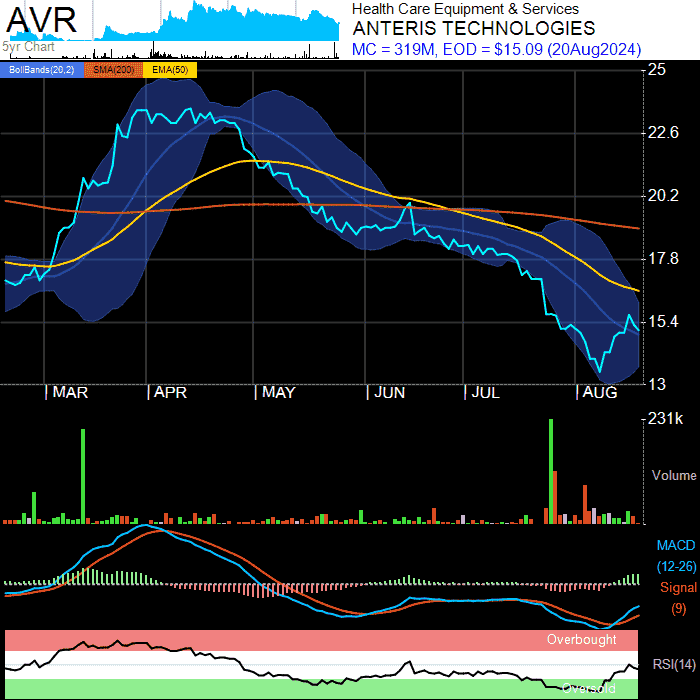 AVR
5yr Chart
Health Care Equipment & Services
ANTERIS TECHNOLOGIES
MC = 319M, EOD = $15.09 (20Aug2024)
BollBands(20,2) SMA(200) EMA(50)
25
22.6
20.2
17.8
15.4
13
MAR APR MAY JUN JUL AUG
231k
Volume
MACD
(12-26)
Signal
(9)
Overbought
RSI(14)
Oversold